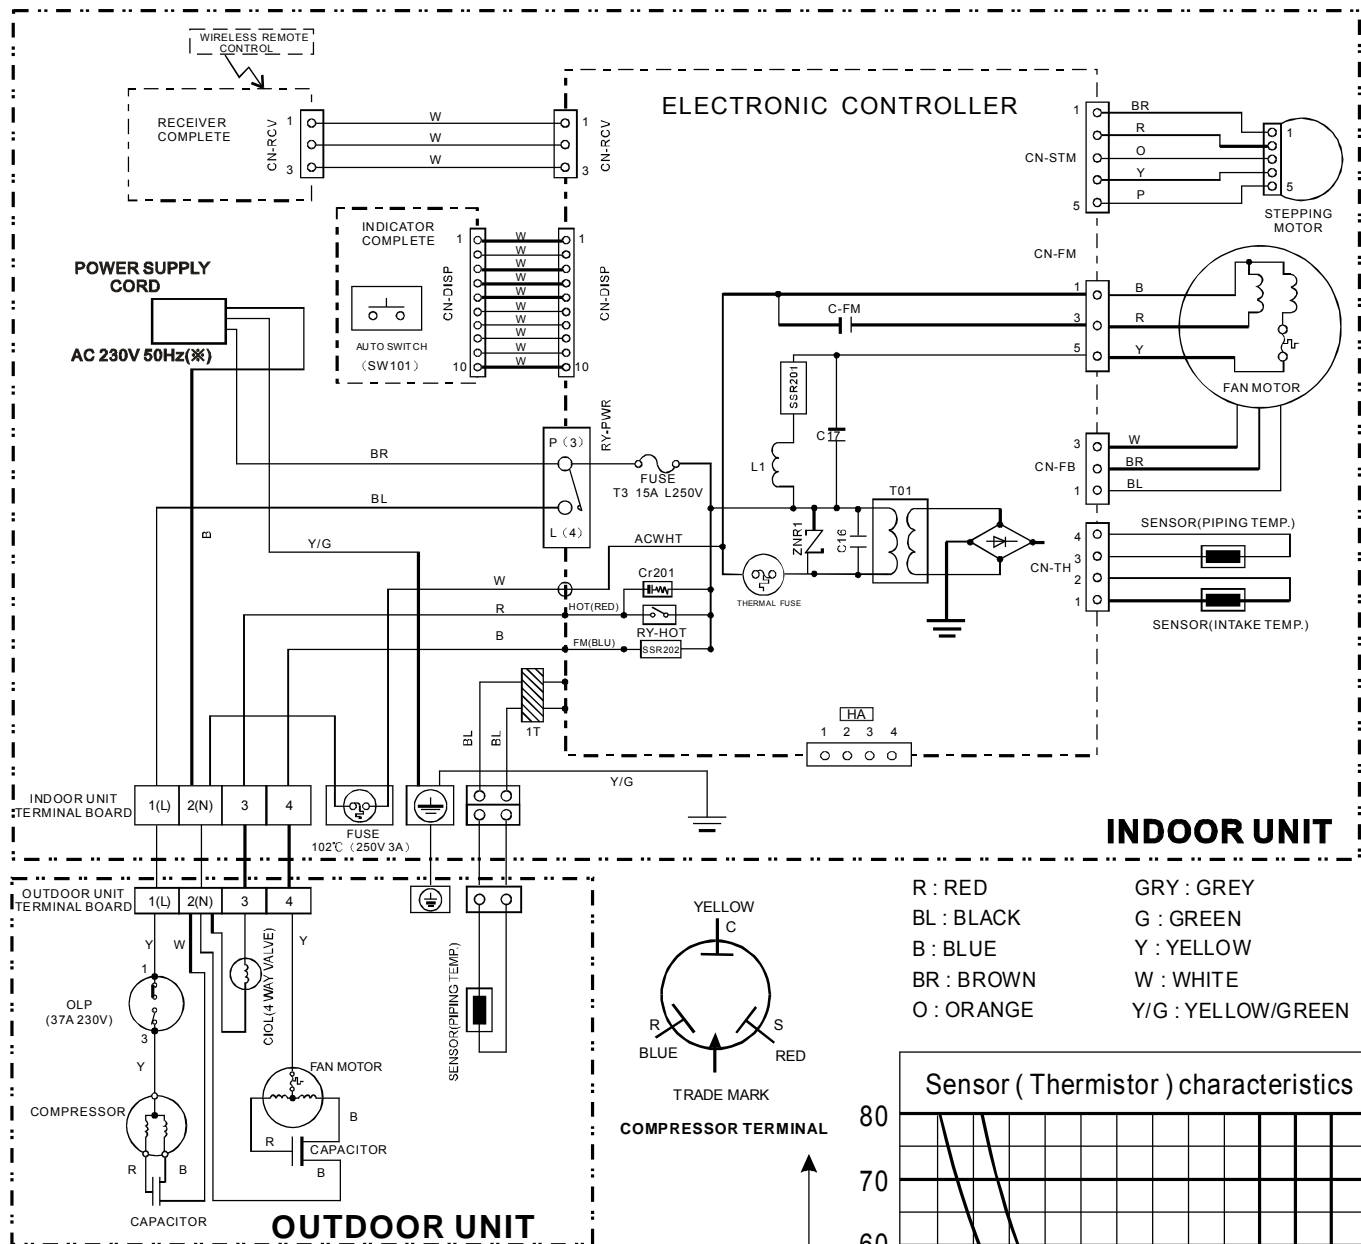 WIRELESS REMOTE
CONTROL
RECEIVER
COMPLETE
CN-RCV
1
3
W
W
W
1
3
CN-RCV
ELECTRONIC CONTROLLER
1
CN-STM
5
BR
R
O
Y
P
1
5
STEPPING
MOTOR
INDICATOR
COMPLETE
AUTO SWITCH
（SW101）
CN-DISP
1
10
W
W
W
W
W
W
W
W
W
W
1
10
CN-DISP
POWER SUPPLY
CORD
AC 230V 50Hz(※)
CN-FM
1
3
5
B
R
Y
FAN MOTOR
C-FM
SSR201
C17
L1
3
CN-FB
1
W
BR
BL
RY-PWR
P（3）
L（4）
BR
BL
B
Y/G
FUSE
T3 15A L250V
ACWHT
T01
ZNR1
C16
THERMAL FUSE
4
3
CN-TH
2
1
SENSOR(PIPING TEMP.)
SENSOR(INTAKE TEMP.)
W
R
B
Cr201
HOT(RED)
RY-HOT
FM(BLU)
SSR202
BL
BL
1T
HA
1 2 3 4
Y/G
INDOOR UNIT
TERMINAL BOARD
1(L) 2(N) 3 4
FUSE
102℃（250V 3A）
INDOOR UNIT
OUTDOOR UNIT
TERMINAL BOARD
1(L) 2(N) 3 4
Y
W
Y
1
OLP
(37A 230V)
3
Y
CIOL(4 WAY VALVE)
SENSOR(PIPING TEMP.)
COMPRESSOR
R
B
CAPACITOR
FAN MOTOR
B
R
CAPACITOR
B
OUTDOOR UNIT
YELLOW
C
R
BLUE
S
RED
TRADE MARK
COMPRESSOR TERMINAL
R : RED
BL : BLACK
B : BLUE
BR : BROWN
O : ORANGE
GRY : GREY
G : GREEN
Y : YELLOW
W : WHITE
Y/G : YELLOW/GREEN
Sensor ( Thermistor ) characteristics
80
70
60